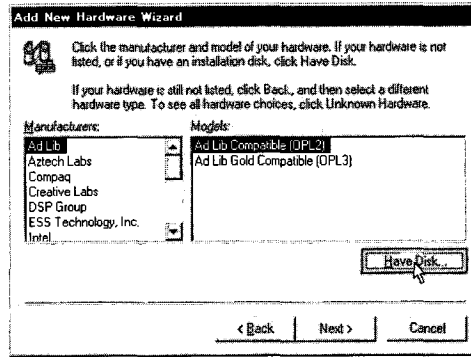 Add New Hardware Wizard
Click the manufacturer and model of your hardware. If your hardware is not
listed, or if you have an installation disk, click Have Disk.
If your hardware is still not listed, click Back, and then select a different
hardware type. To see all hardware choices, click Unknown Hardware.
Manufacturers:
Ad Lib
Aztech Labs
Compaq
Creative Labs
DSP Group
ESS Technology, Inc.
Intel
Models:
Ad Lib Compatible (OPL2)
Ad Lib Gold Compatible (OPL3)
Have Disk...
< Back
Next >
Cancel